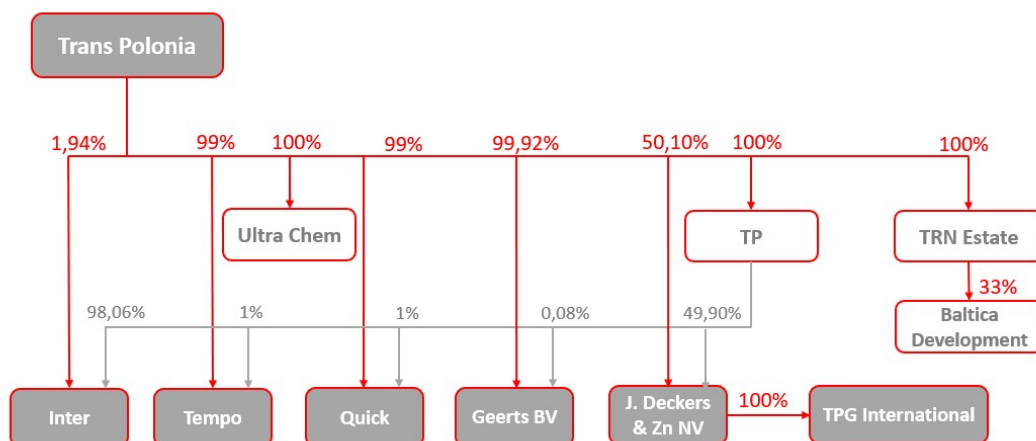 Trans Polonia
1,94%
99%
100%
99%
99,92%
50,10%
100%
100%
Ultra Chem
TP
TRN Estate
33%
98,06%
1%
1%
0,08%
49,90%
Baltica
Development
Inter
Tempo
Quick
Geerts BV
J. Deckers
& Zn NV
100%
TPG International